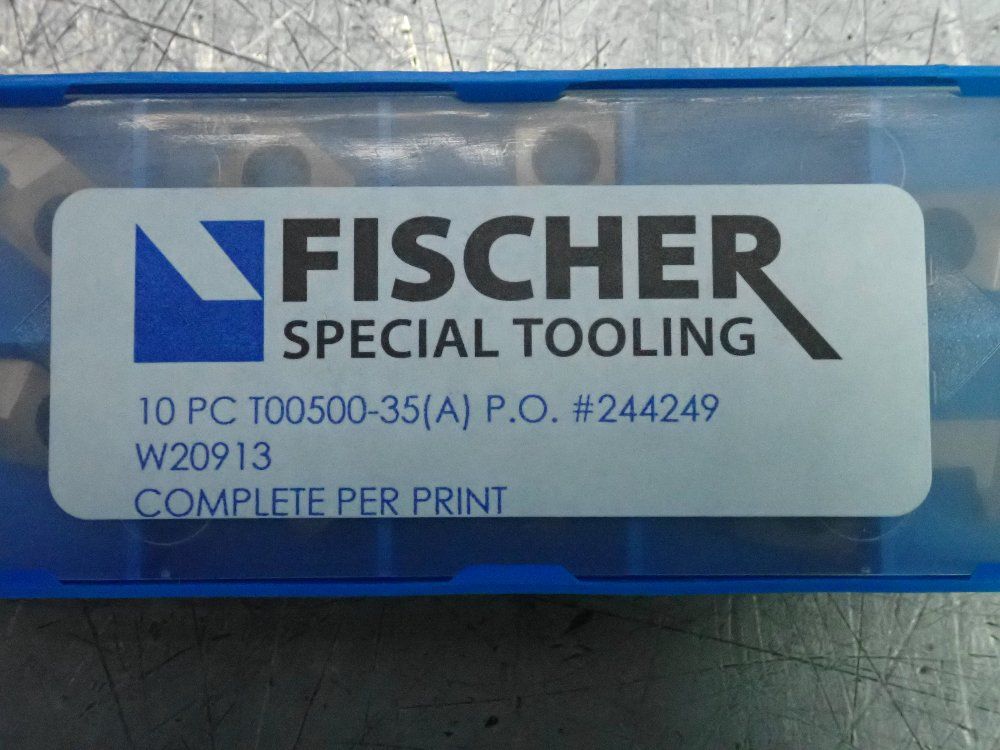 FISCHER
SPECIAL TOOLING
10 PC T00500-35(A) P.O. #244249
W20913
COMPLETE PER PRINT